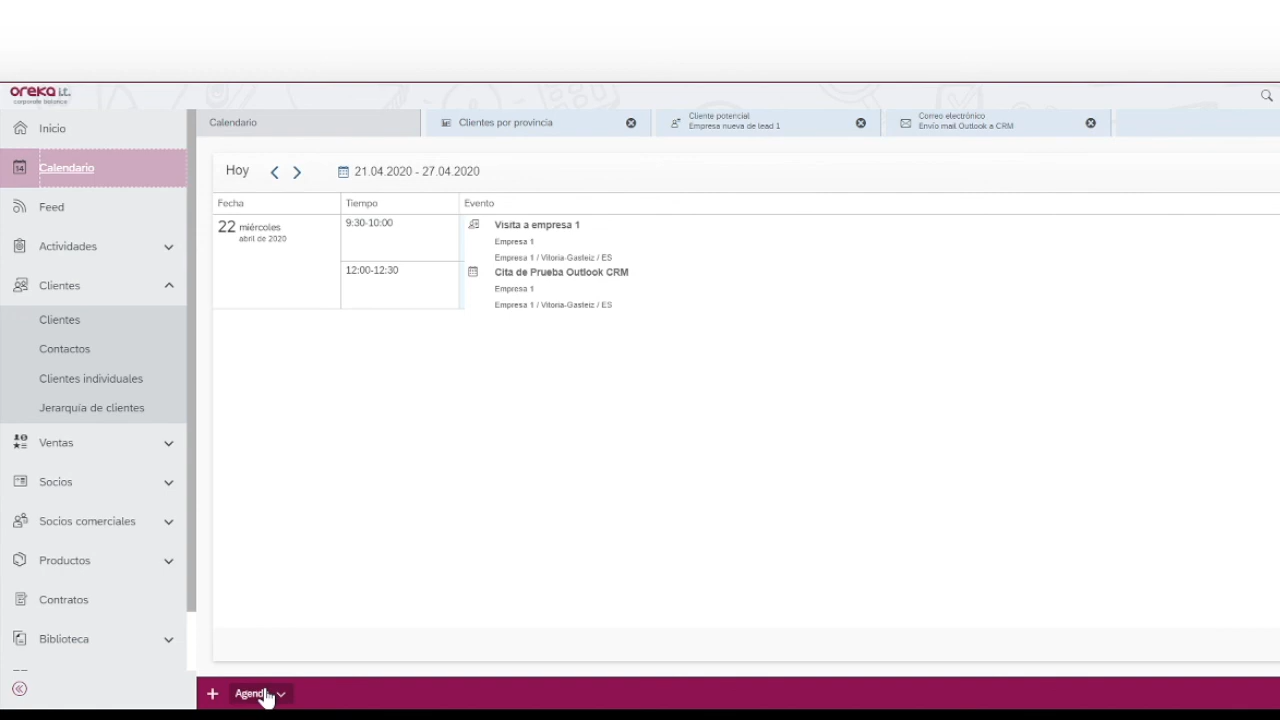 oreka i.t.
corporate balance
Inicio
Calendario
Feed
Actividades
Clientes
Clientes
Contactos
Clientes individuales
Jerarquía de clientes
Ventas
Socios
Socios comerciales
Productos
Contratos
Biblioteca
Calendario
Clientes por provincia
Cliente potencial
Empresa nueva de lead 1
Correo electrónico
Envío mail Outlook a CRM
Hoy
21.04.2020 - 27.04.2020
Fecha Tiempo Evento
22 miércoles
abril de 2020
9:30-10:00
Visita a empresa 1
Empresa 1
Empresa 1 / Vitoria-Gasteiz / ES
12:00-12:30
Cita de Prueba Outlook CRM
Empresa 1
Empresa 1 / Vitoria-Gasteiz / ES